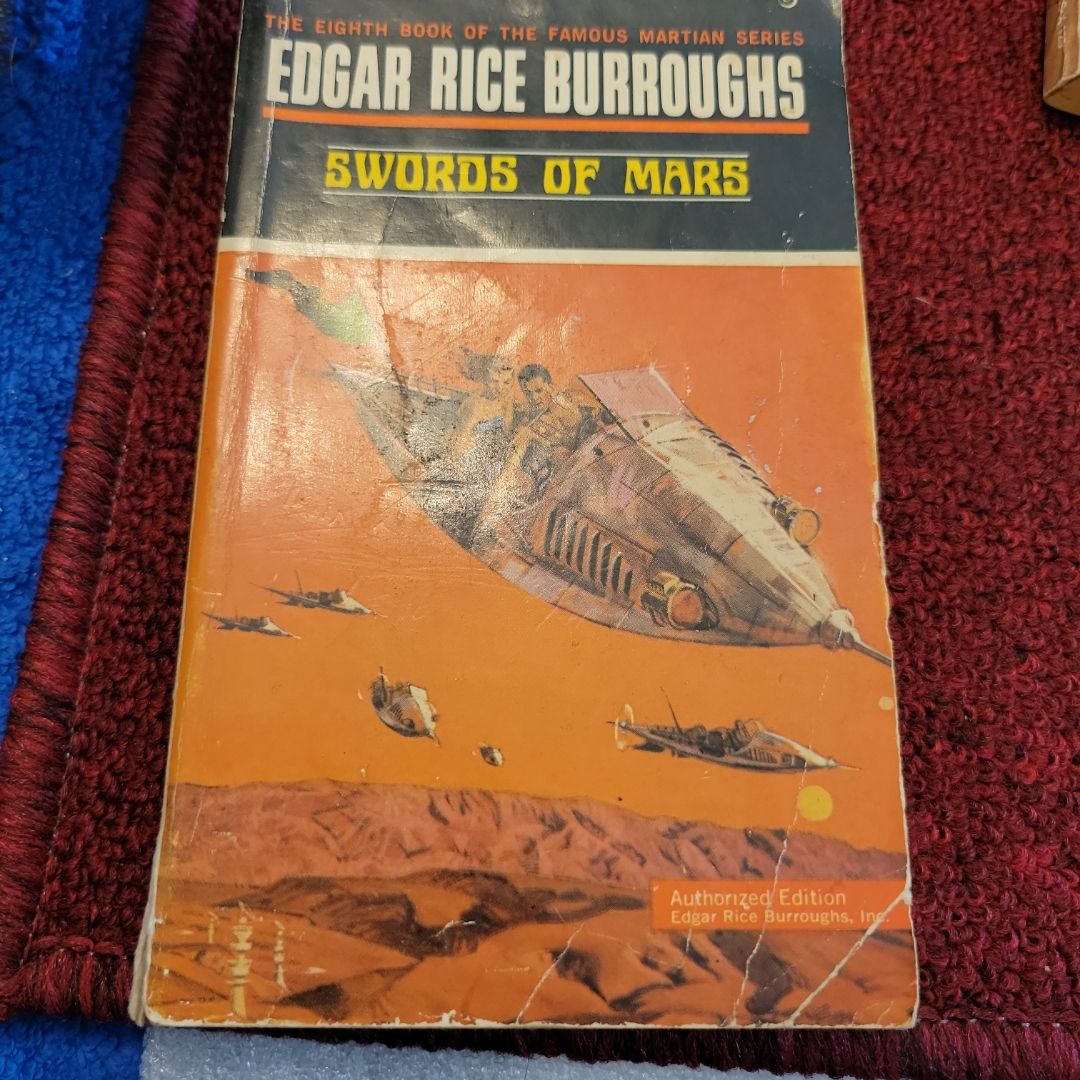 THE EIGHTH BOOK OF THE FAMOUS MARTIAN SERIES
EDGAR RICE BURROUGHS
SWORDS OF MARS
Authorized Edition
Edgar Rice Burroughs, Inc.